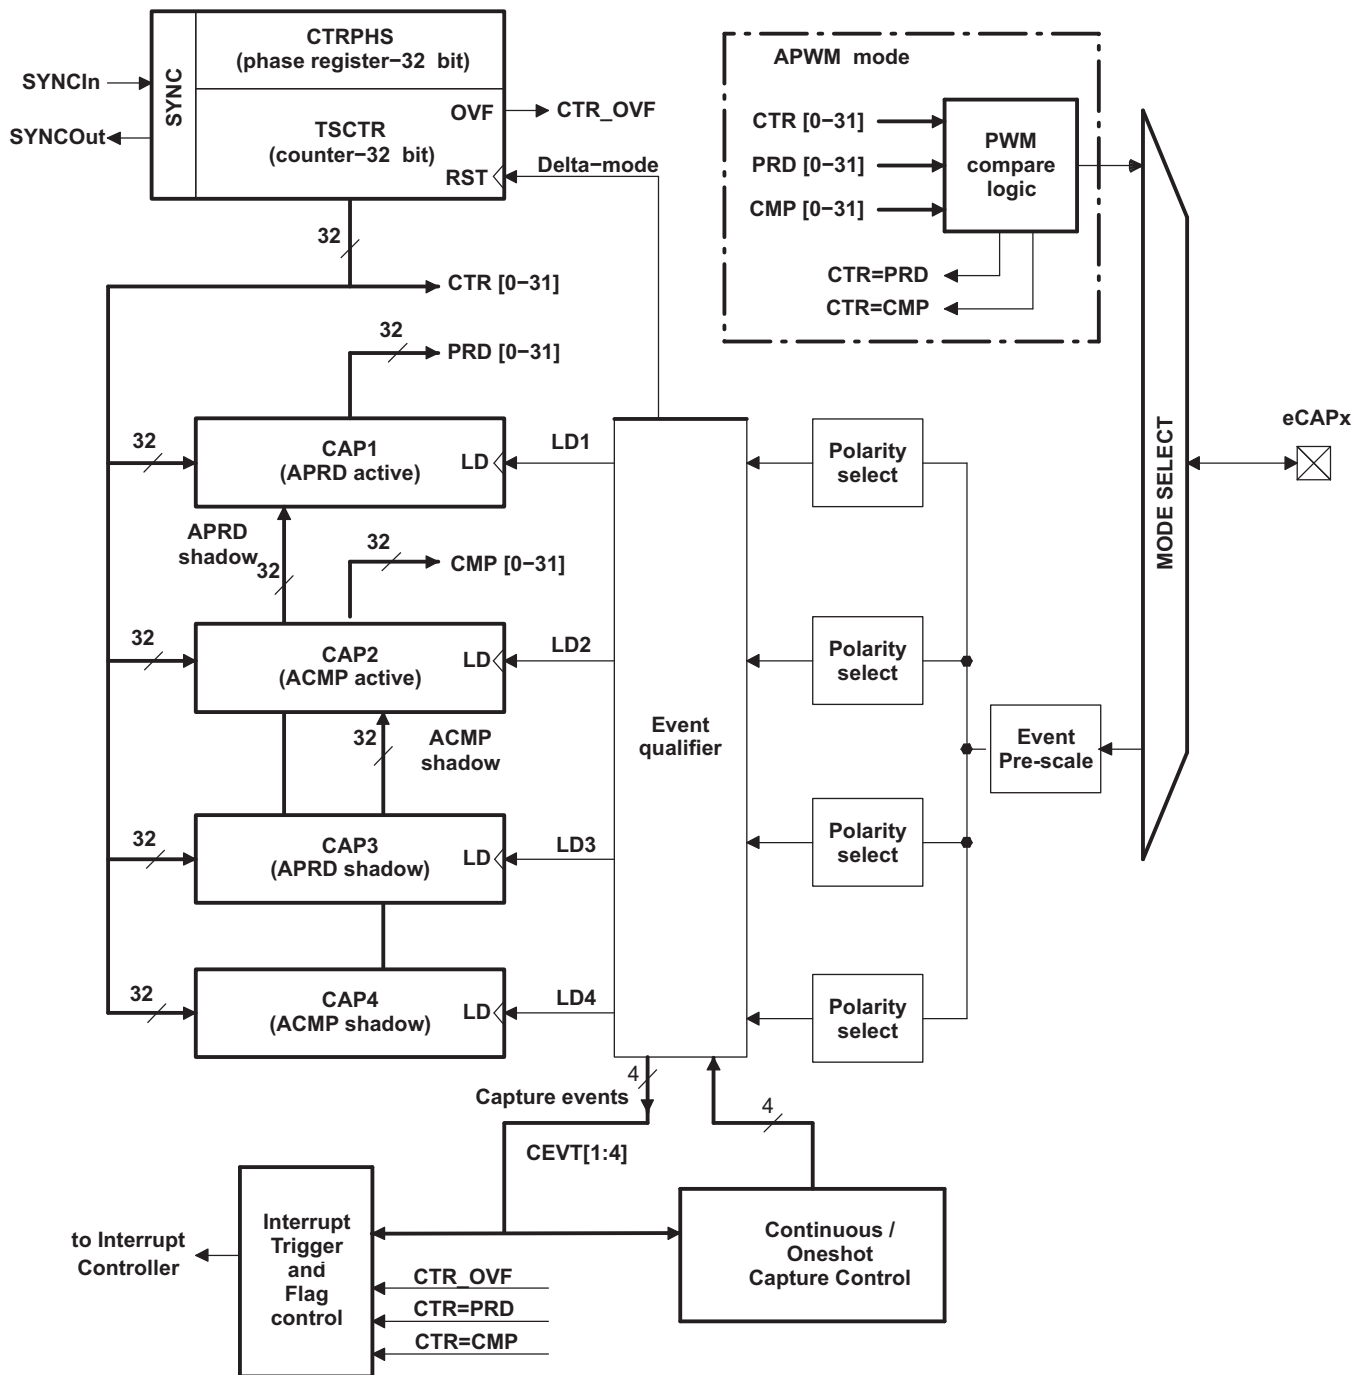 CTRPHS
(phase register−32 bit)
APWM mode
SYNCIn
SYNC
OVF
CTR_OVF
SYNCOut
TSCTR
(counter−32 bit)
RST
Delta−mode
CTR [0−31]
PRD [0−31]
CMP [0−31]
PWM
compare
logic
CTR=PRD
CTR=CMP
32
CTR [0−31]
32
PRD [0−31]
32
CAP1
(APRD active)
LD
LD1
Polarity
select
MODE SELECT
eCAPx
APRD
shadow
32
32
CMP [0−31]
32
CAP2
(ACMP active)
LD
LD2
Polarity
select
32
ACMP
shadow
Event
qualifier
Event
Pre-scale
32
CAP3
(APRD shadow)
LD
LD3
Polarity
select
32
CAP4
(ACMP shadow)
LD
LD4
Polarity
select
4
Capture events
4
CEVT[1:4]
to Interrupt
Controller
Interrupt
Trigger
and
Flag
control
Continuous /
Oneshot
Capture Control
CTR_OVF
CTR=PRD
CTR=CMP